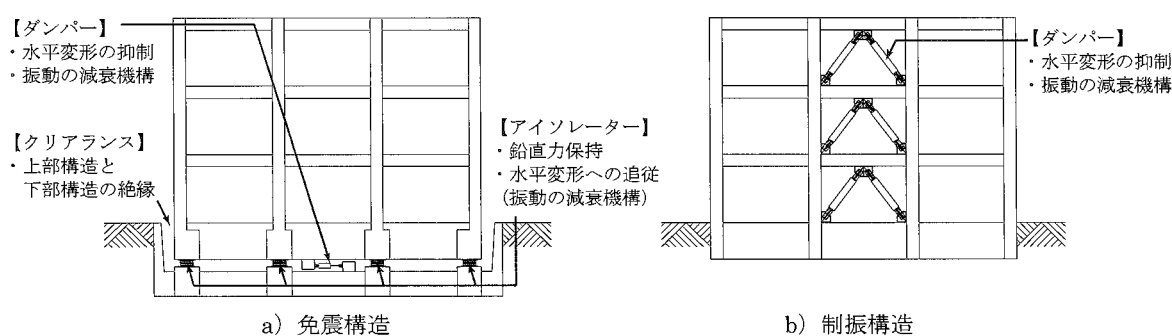 【ダンパー】
・水平変形の抑制
・振動の減衰機構
【クリアランス】
・上部構造と
下部構造の絶縁
【アイソレーター】
・鉛直力保持
・水平変形への追従
(振動の減衰機構)
a) 免震構造
【ダンパー】
・水平変形の抑制
・振動の減衰機構
b) 制振構造